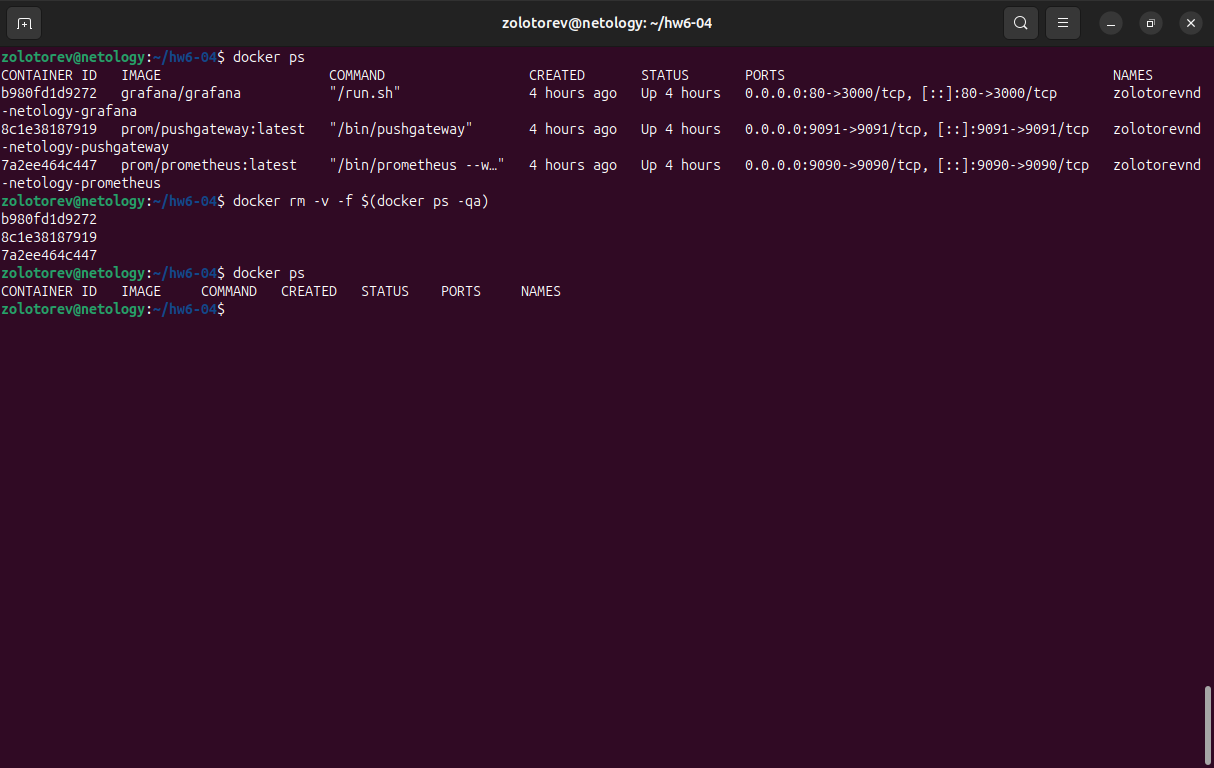 zolotorev@netology: ~/hw6-04
zolotorev@netology:~/hw6-04$ docker ps
CONTAINER ID   IMAGE                     COMMAND                  CREATED       STATUS       PORTS                                         NAMES
b980fd1d9272   grafana/grafana           "/run.sh"                4 hours ago   Up 4 hours   0.0.0.0:80->3000/tcp, [::]:80->3000/tcp       zolotorevnd
-netology-grafana
8c1e38187919   prom/pushgateway:latest   "/bin/pushgateway"       4 hours ago   Up 4 hours   0.0.0.0:9091->9091/tcp, [::]:9091->9091/tcp   zolotorevnd
-netology-pushgateway
7a2ee464c447   prom/prometheus:latest    "/bin/prometheus --w…"   4 hours ago   Up 4 hours   0.0.0.0:9090->9090/tcp, [::]:9090->9090/tcp   zolotorevnd
-netology-prometheus
zolotorev@netology:~/hw6-04$ docker rm -v -f $(docker ps -qa)
b980fd1d9272
8c1e38187919
7a2ee464c447
zolotorev@netology:~/hw6-04$ docker ps
CONTAINER ID   IMAGE     COMMAND   CREATED   STATUS    PORTS     NAMES
zolotorev@netology:~/hw6-04$